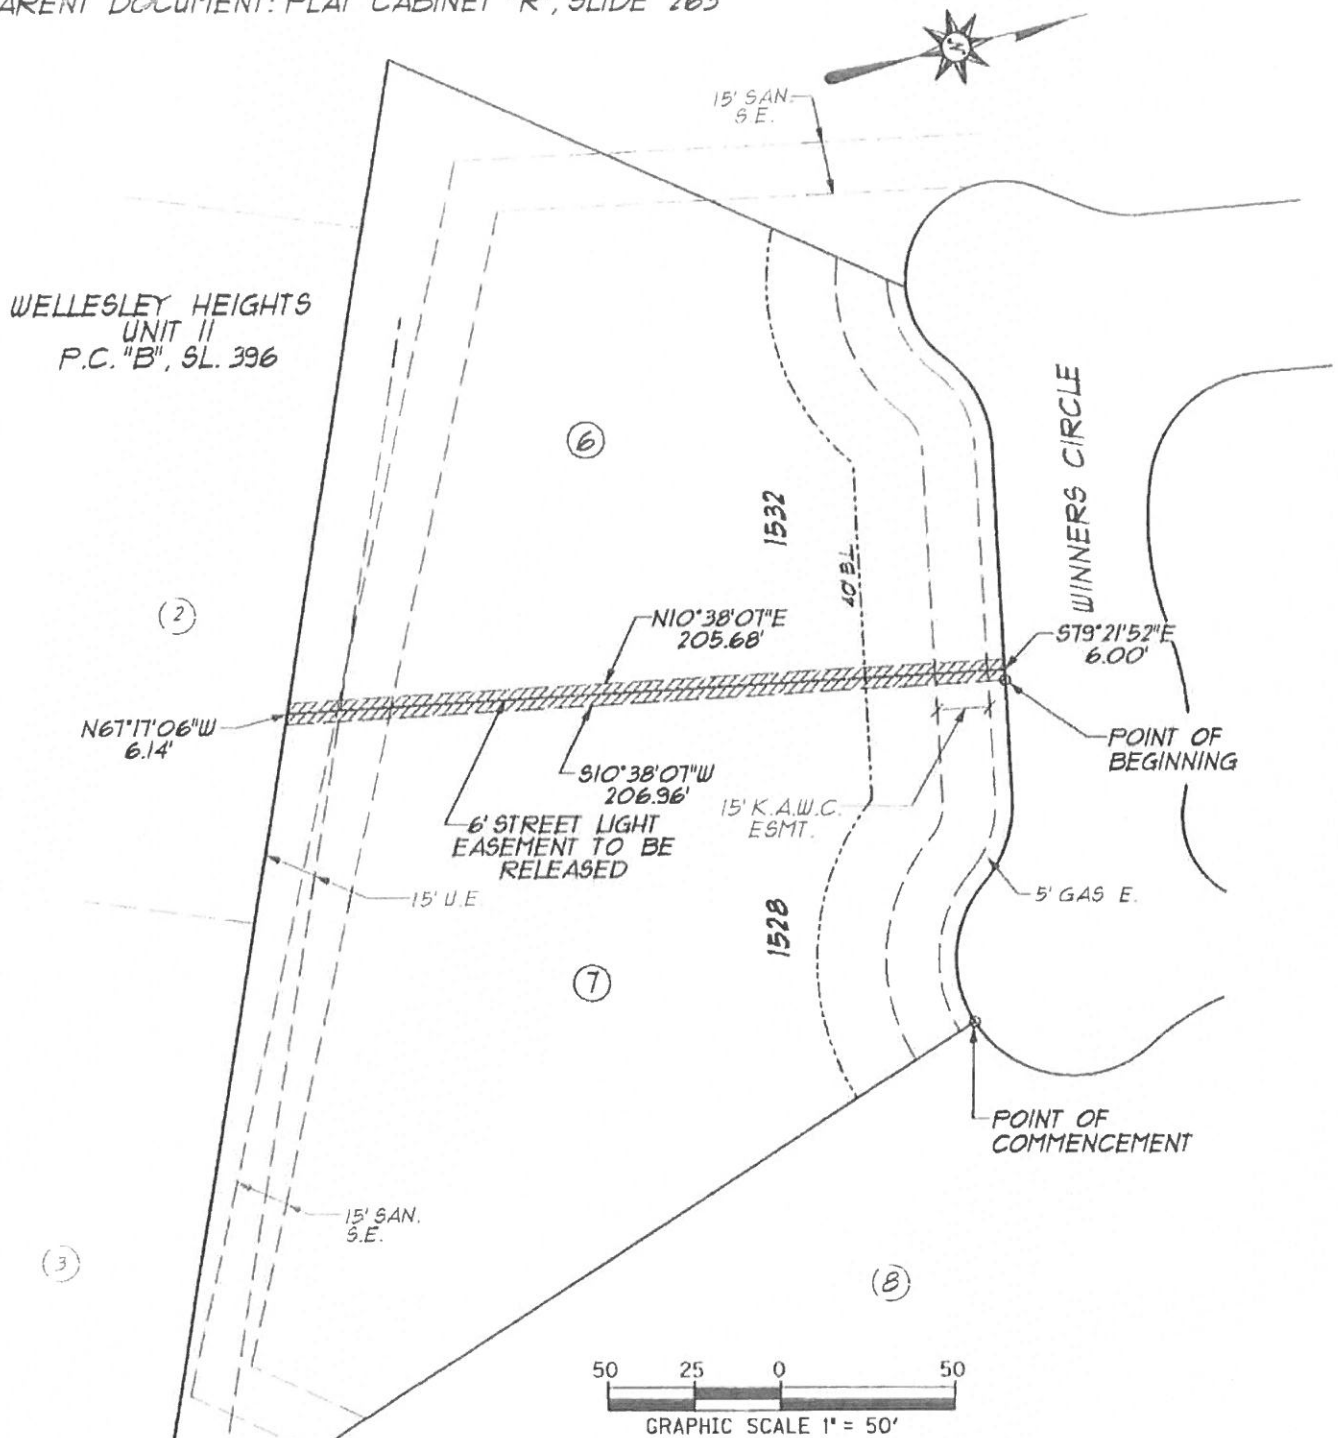 PARENT DOCUMENT: PLAT CABINET "R", SLIDE 265
N
15' SAN.
S.E.
WELLESLEY HEIGHTS
UNIT II
P.C. "B", SL. 396
6
1532
WINNERS CIRCLE
40' B.L.
2
N10°38'07"E
205.68'
S79°21'52"E
6.00'
N67°17'06"W
6.14'
POINT OF
BEGINNING
S10°38'07"W
206.96'
15' K.A.W.C.
ESMT.
6' STREET LIGHT
EASEMENT TO BE
RELEASED
15' U.E.
5' GAS E.
1528
7
POINT OF
COMMENCEMENT
15' SAN.
S.E.
3
8
50 25 0 50
GRAPHIC SCALE 1" = 50'